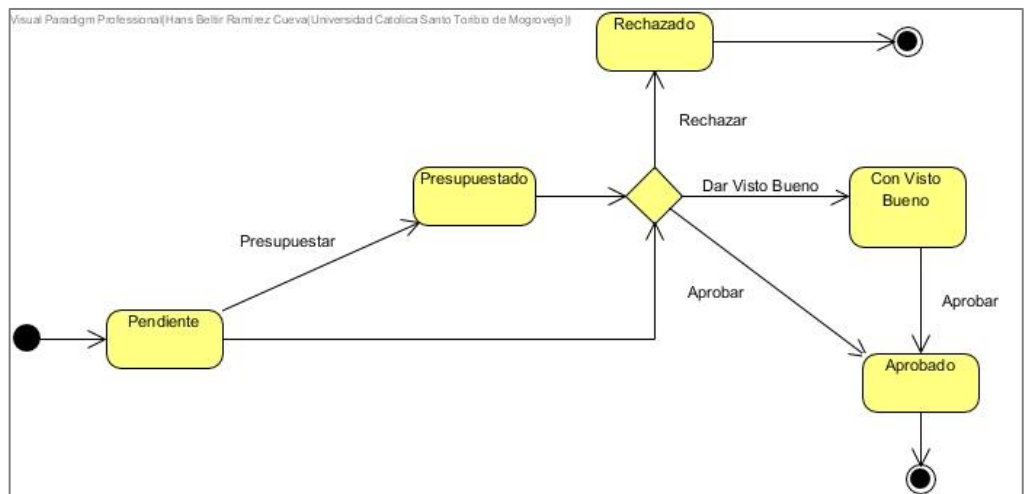 Visual Paradigm Professional(Hans Beltir Ramírez Cueva(Universidad Catolica Santo Toribio de Mogrovejo))
Rechazado
Rechazar
Presupuestado
Dar Visto Bueno
Con Visto
Bueno
Presupuestar
Aprobar
Aprobar
Pendiente
Aprobado